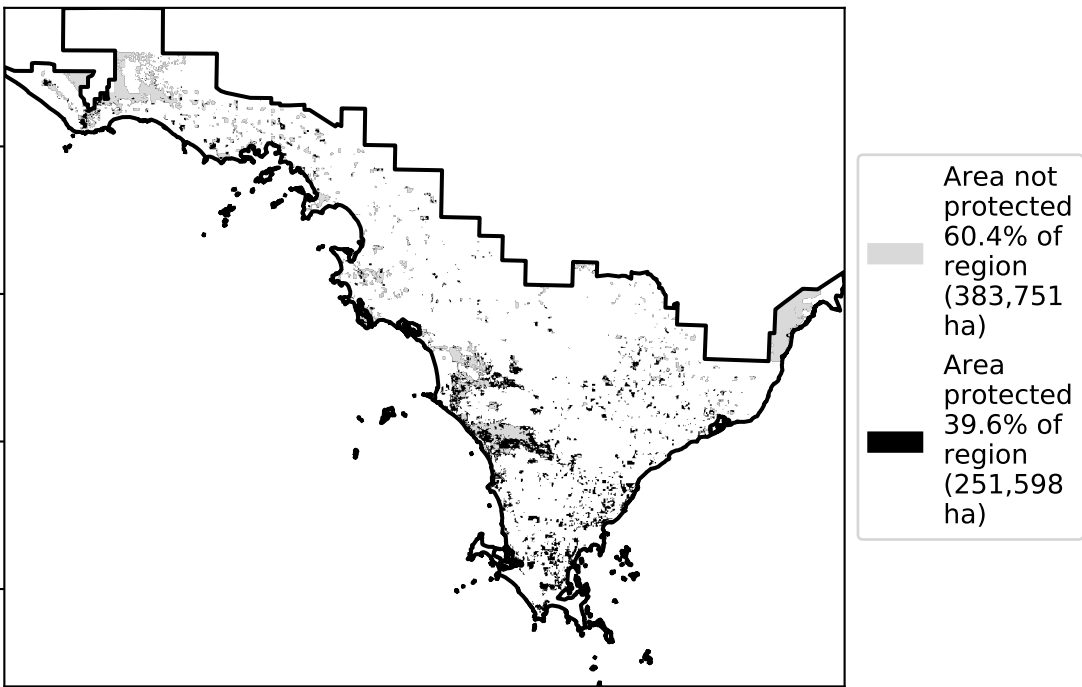 Area not
protected
60.4% of
region
(383,751
ha)
Area
protected
39.6% of
region
(251,598
ha)